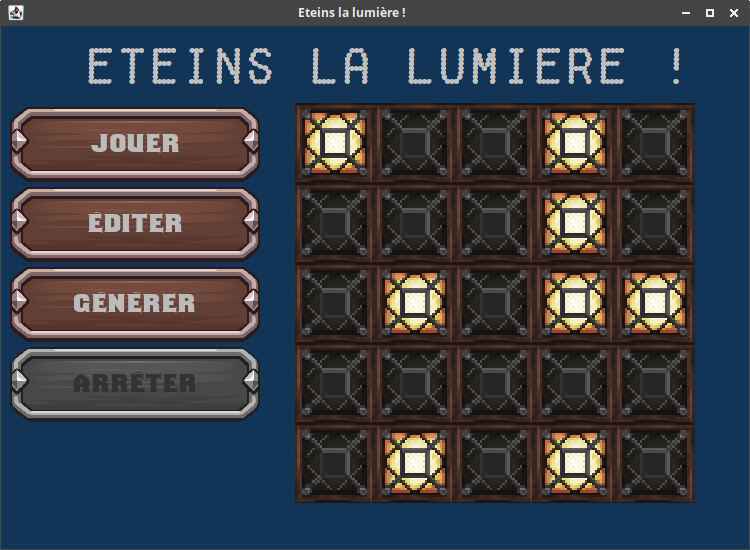 Eteins la lumière !
ETEINS LA LUMIERE !
JOUER
ÉDITER
GÉNÉRER
ARRÊTER